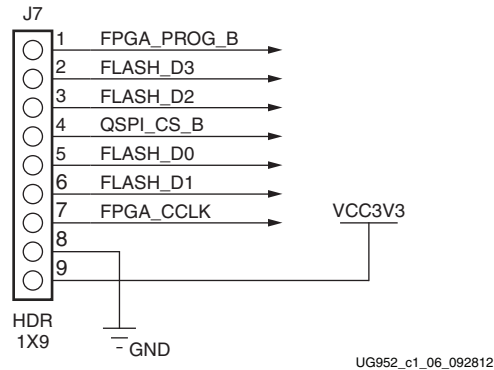 J7
1 FPGA_PROG_B
2 FLASH_D3
3 FLASH_D2
4 QSPI_CS_B
5 FLASH_D0
6 FLASH_D1
7 FPGA_CCLK
VCC3V3
8
9
HDR
1X9
GND
UG952_c1_06_092812